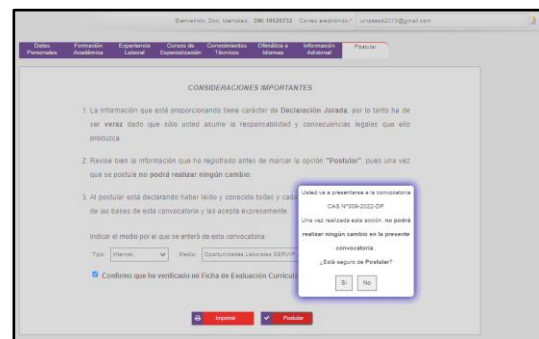 Bienvenido, Dso. Identidad: DNI 18520733 Correo electrónico:*
Datos Personales
Formación Académica
Experiencia Laboral
Cursos de Especialización
Conocimientos Técnicos
Ofimática e Idiomas
Información Adicional
Postular
CONSIDERACIONES IMPORTANTES
1. La información que está proporcionando tiene carácter de Declaración Jurada, por lo tanto ha de
ser veraz dado que sólo usted asume la responsabilidad y consecuencias legales que ello
produzca.
2. Revise bien la información que ha registrado antes de marcar la opción "Postular", pues una vez
que se postule no podrá realizar ningún cambio.
3. Al postular está declarando haber leído y conocido todas y cada
de las bases de esta convocatoria y las acepta expresamente.
Indicar el medio por el que se enteró de esta convocatoria:
Tipo: Internet Medio: Oportunidades Laborales SERVIR
Confirmo que he verificado mi Ficha de Evaluación Curricular
Imprimir
Postular
Usted va a presentarse a la convocatoria
CAS N°009-2022-DP
Una vez realizada esta acción, no podrá
realizar ningún cambio en la presente
convocatoria.
¿Está seguro de Postular?
Sí No